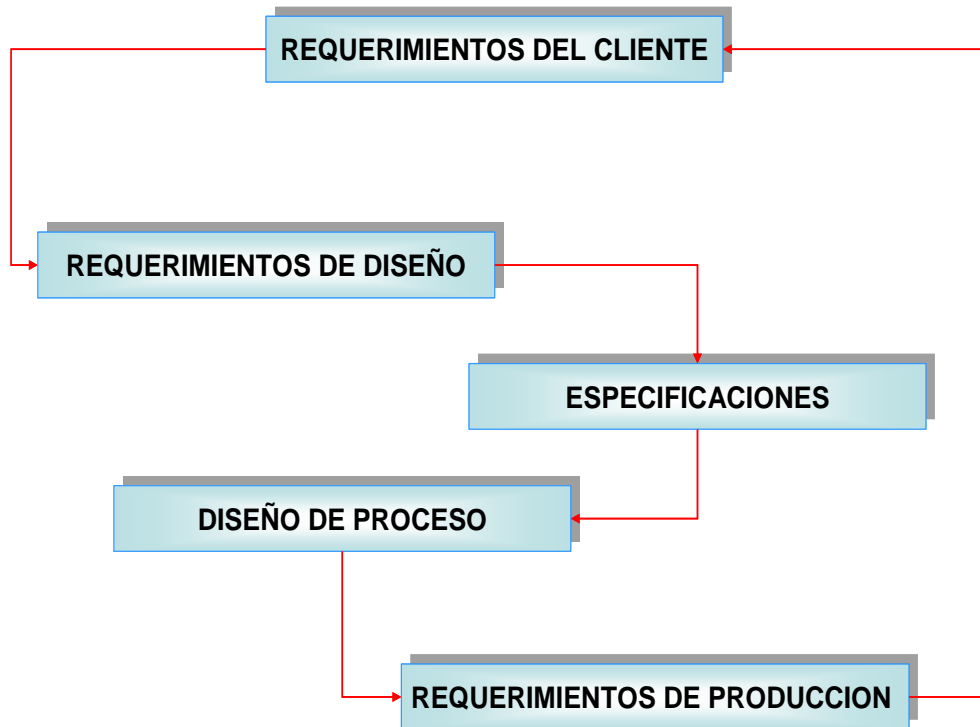 REQUERIMIENTOS DEL CLIENTE
REQUERIMIENTOS DE DISEÑO
ESPECIFICACIONES
DISEÑO DE PROCESO
REQUERIMIENTOS DE PRODUCCION